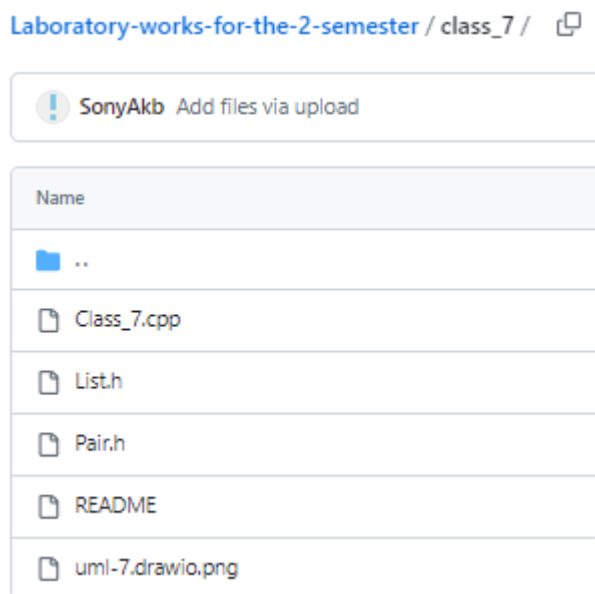 Laboratory-works-for-the-2-semester / class_7 /
SonyAkb Add files via upload
Name
..
Class_7.cpp
List.h
Pair.h
README
uml-7.drawio.png